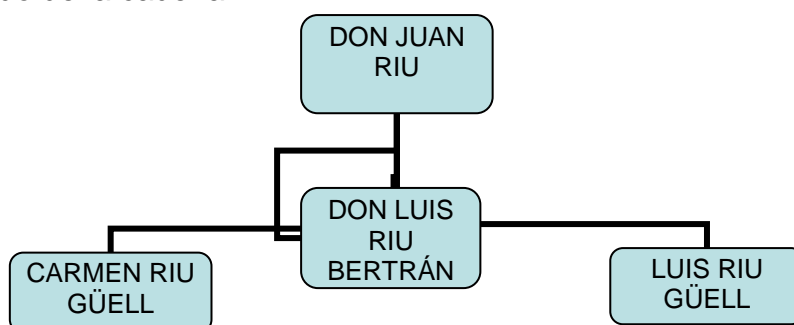 DON JUAN
RIU
DON LUIS
RIU
BERTRÁN
CARMEN RIU
GÜELL
LUIS RIU
GÜELL